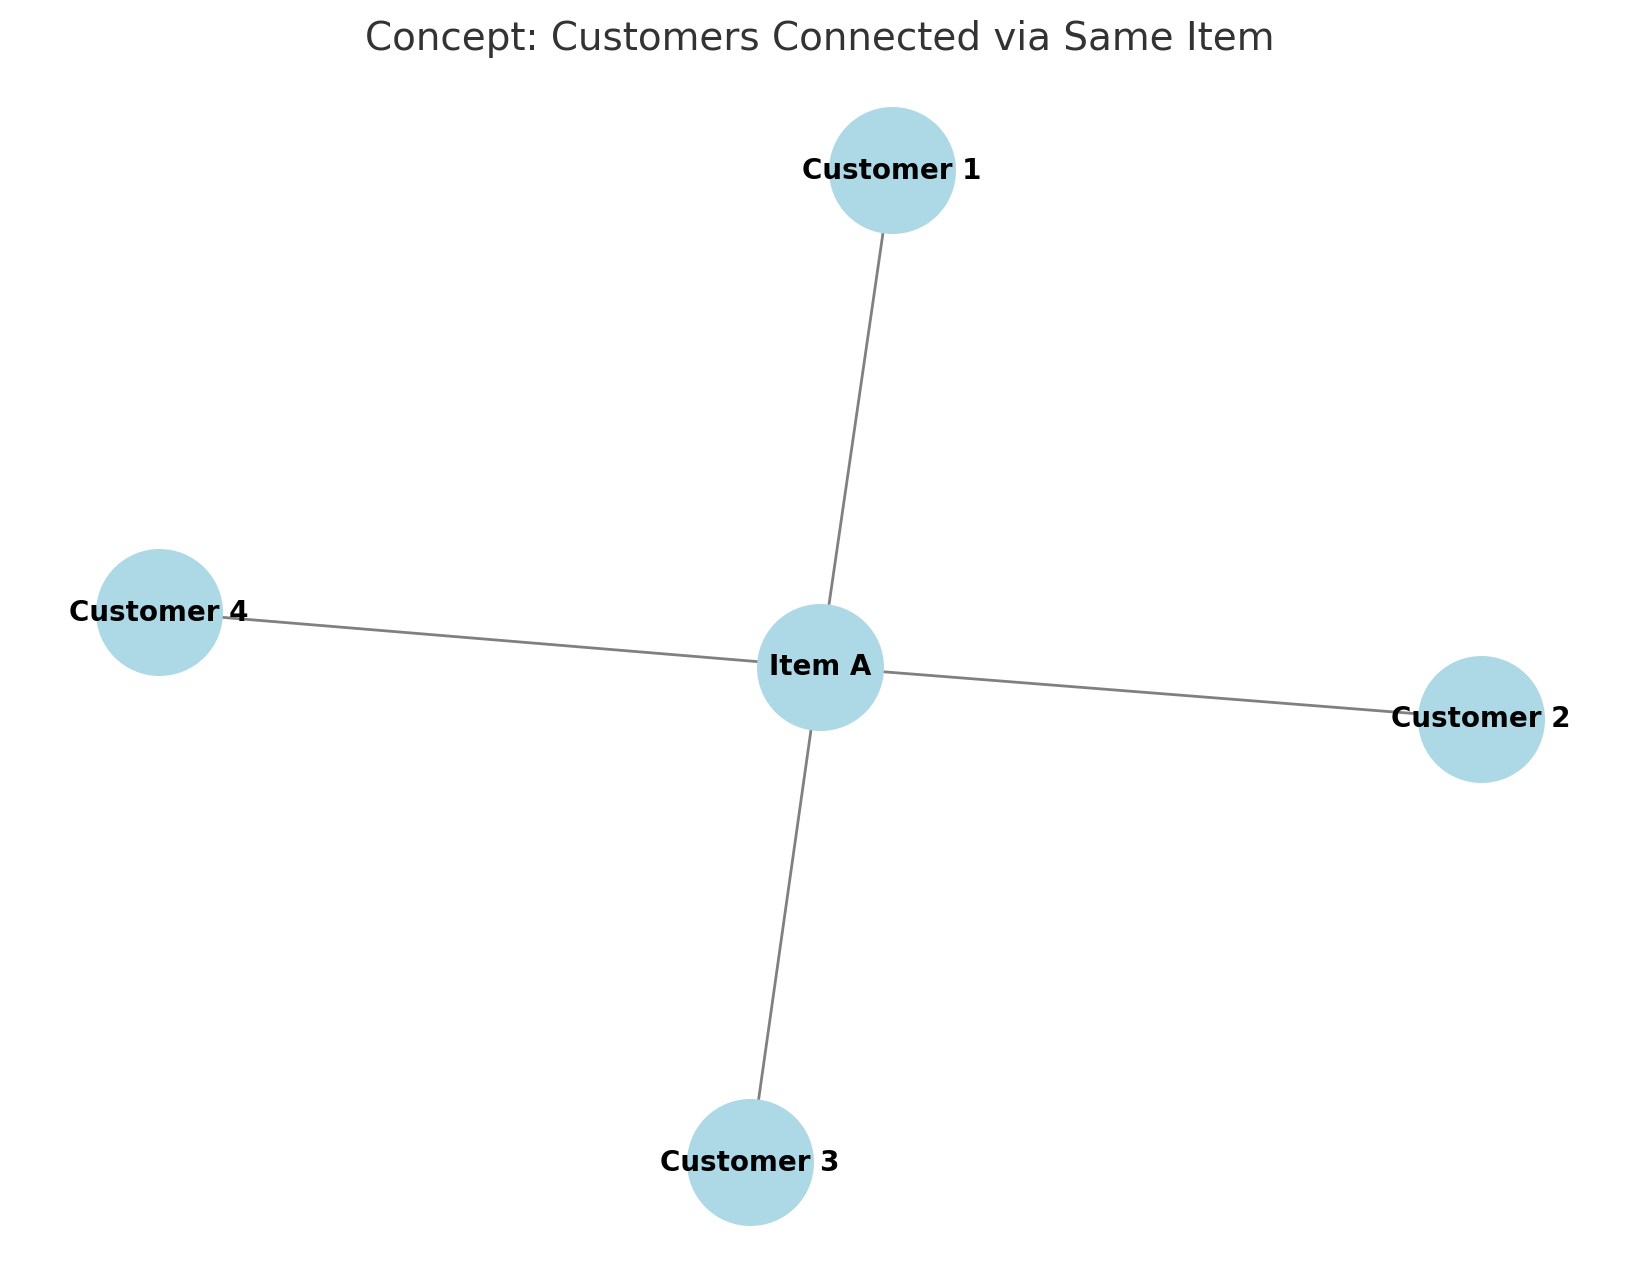 Concept: Customers Connected via Same Item
Customer 1
Customer 4
Item A
Customer 2
Customer 3